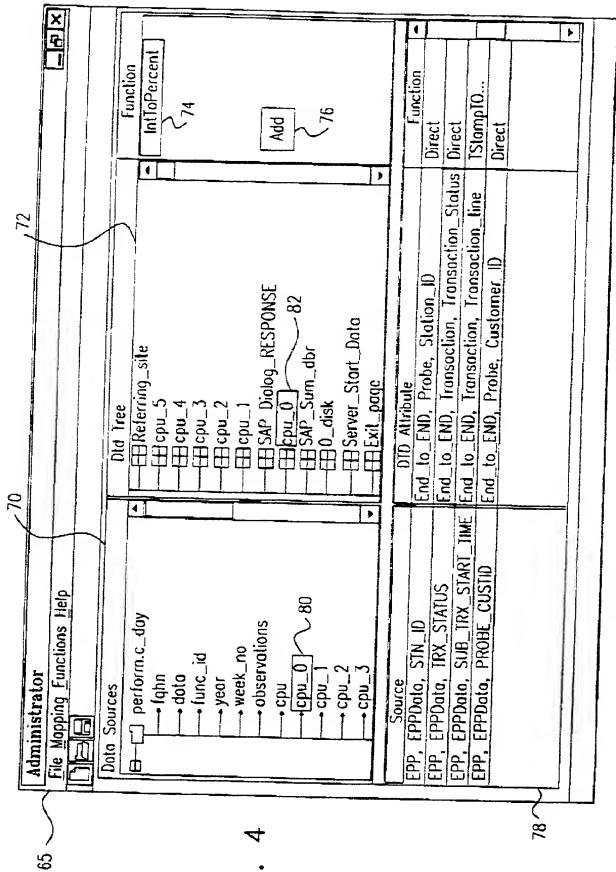 65
Administrator
File Mapping Functions Help
70
72
Data Sources
perform.c_day
fqhn
data
func_id
year
week_no
observations
cpu
cpu_0
80
cpu_1
cpu_2
cpu_3
Dtd Tree
Referring_site
cpu_5
cpu_4
cpu_3
cpu_2
cpu_1
SAP_Dialog_RESPONSE
cpu_0
82
SAP_Sum_dbr
0_disk
Server_Start_Data
Exit_page
Function
IntToPercent
74
Add
76
Source DTD Attribute Function
EPP, EPPData, STN_ID End_to_END, Probe, Station_ID Direct
EPP, EPPData, TRX_STATUS End_to_END, Transaction, Transaction_Status Direct
EPP, EPPData, SUB_TRX_START_TIME End_to_END, Transaction, Transaction_time TStampTO...
EPP, EPPData, PROBE_CUSTID End_to_END, Probe, Customer_ID Direct
78
. 4